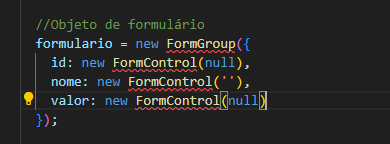 //Objeto de formulário
formulario = new FormGroup({
id: new FormControl(null),
nome: new FormControl(''),
valor: new FormControl(null)
});